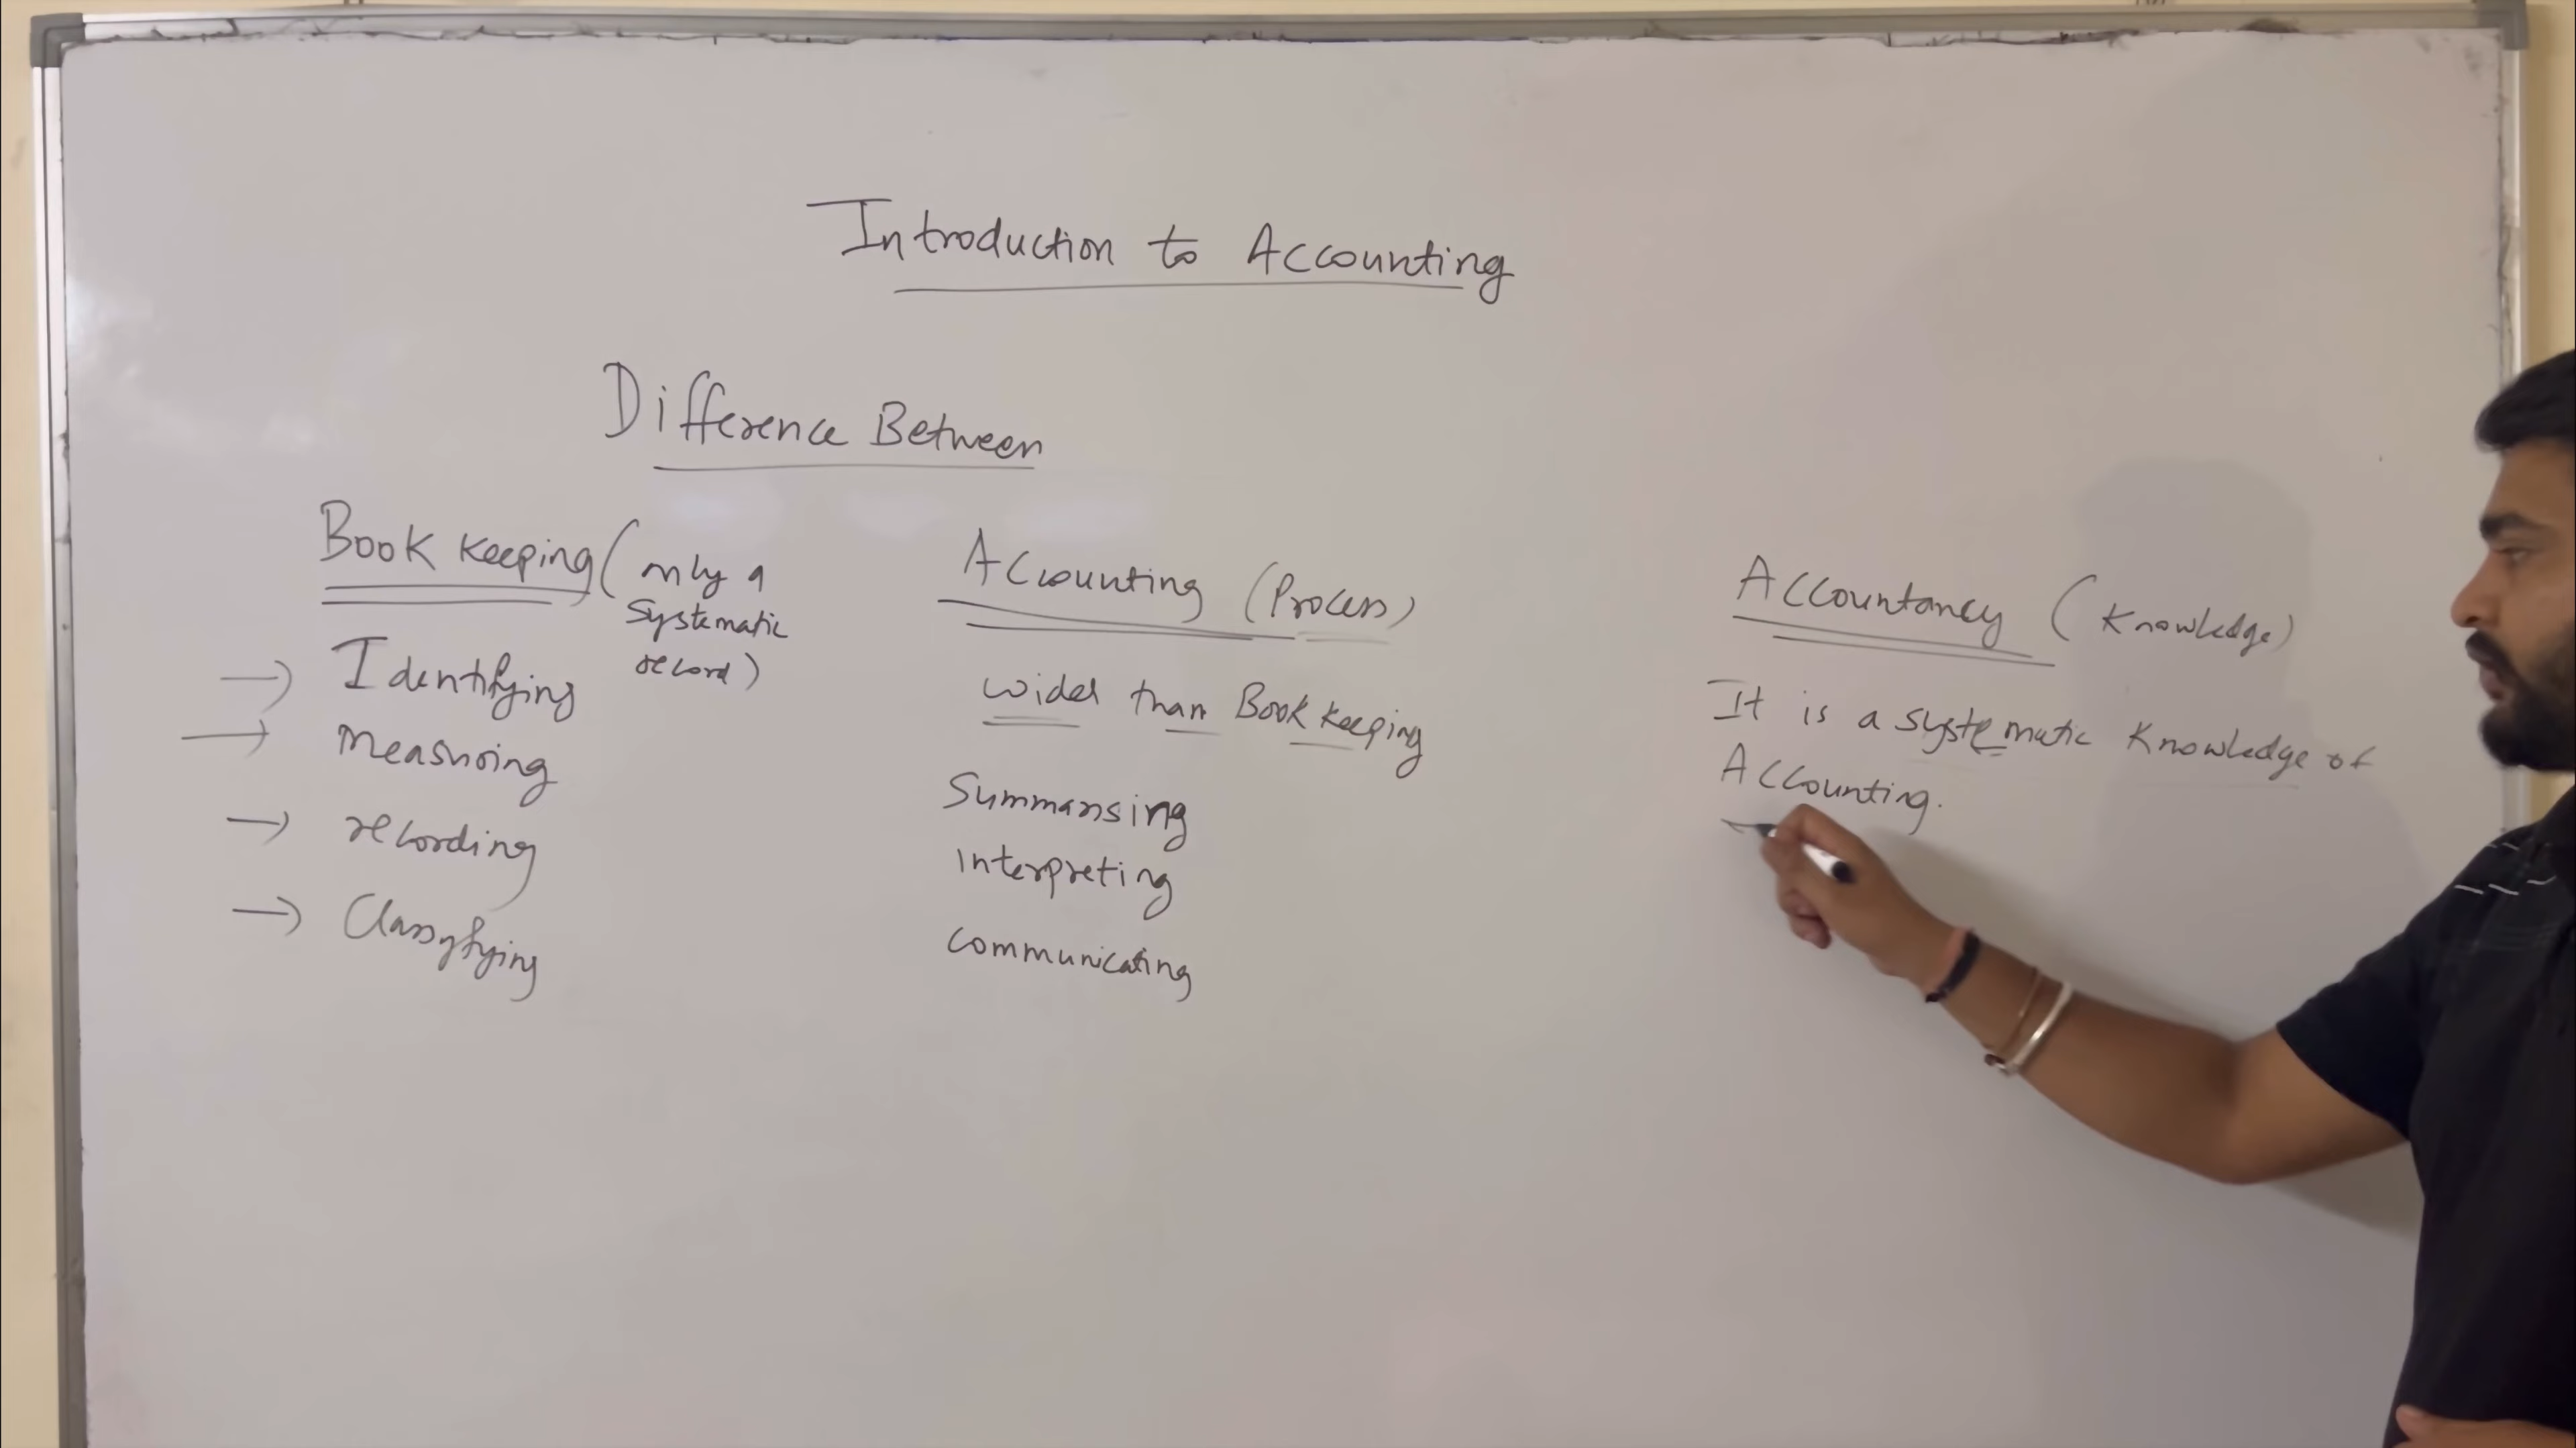 Introduction to Accounting
Difference Between
Book Keeping (only a
systematic
record)
→ Identifying
→ Measuring
→ recording
→ Classyfying
Accounting (Process)
wider than Book keeping
Summarising
Interpreting
Communicating
Accountancy (Knowledge)
It is a systematic Knowledge of
Accounting.